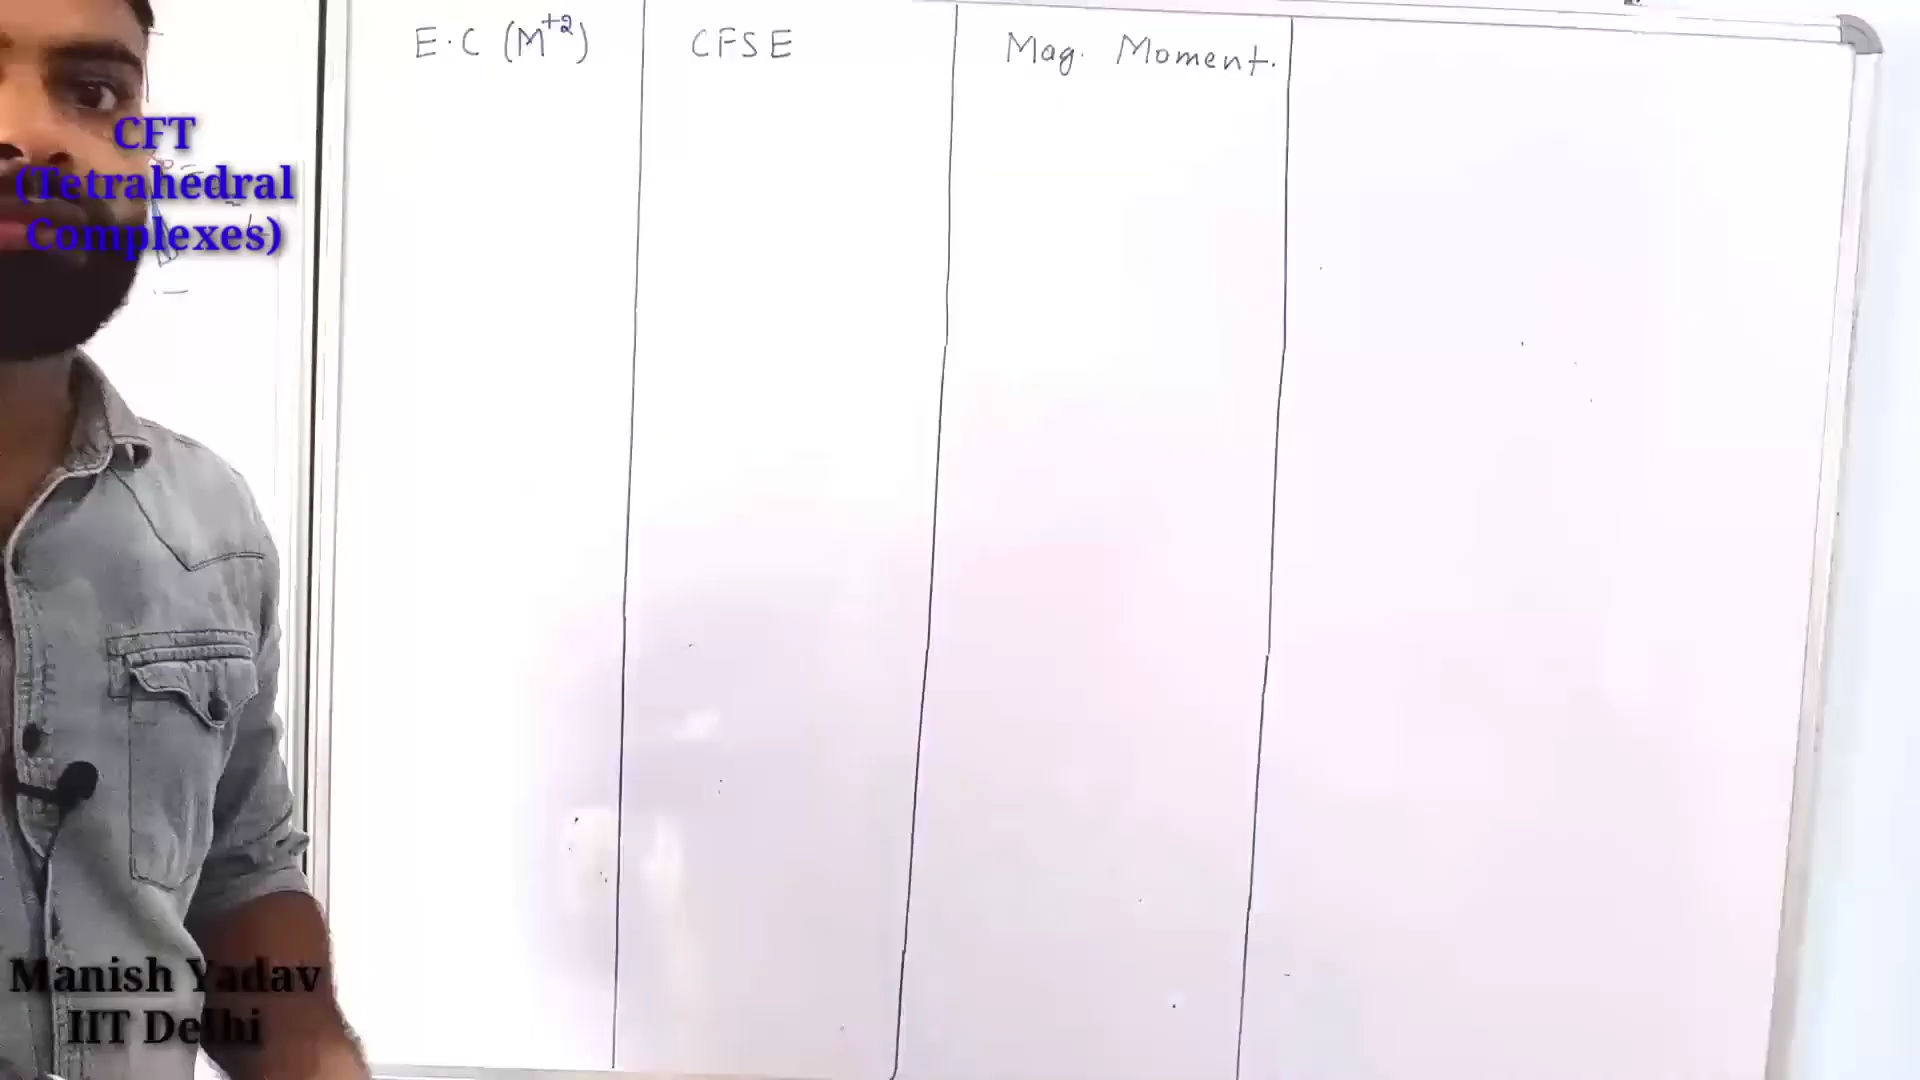 E.C (M+2)
CFSE
Mag. Moment.
CFT
(Tetrahedral
Complexes)
Manish Yadav
IIT Delhi